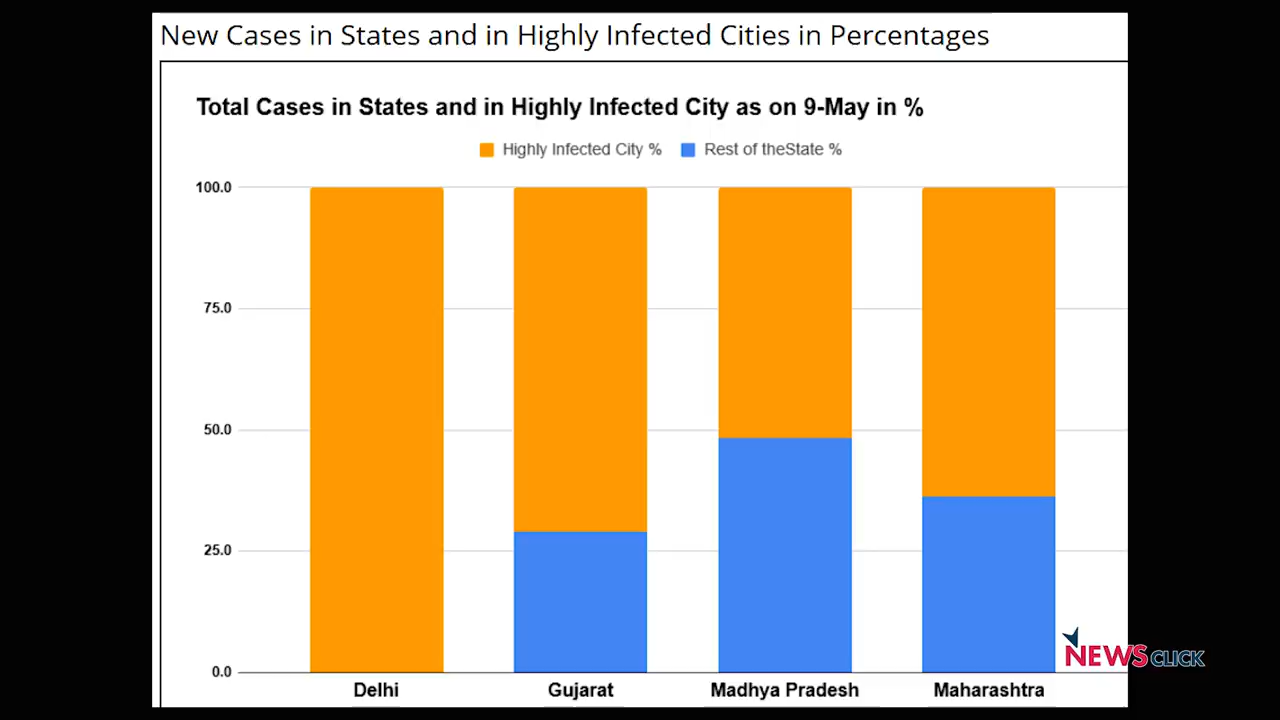 New Cases in States and in Highly Infected Cities in Percentages
Total Cases in States and in Highly Infected City as on 9-May in %
Highly Infected City % Rest of theState %
100.0
75.0
50.0
25.0
0.0
Delhi Gujarat Madhya Pradesh Maharashtra
NEWSCLICK